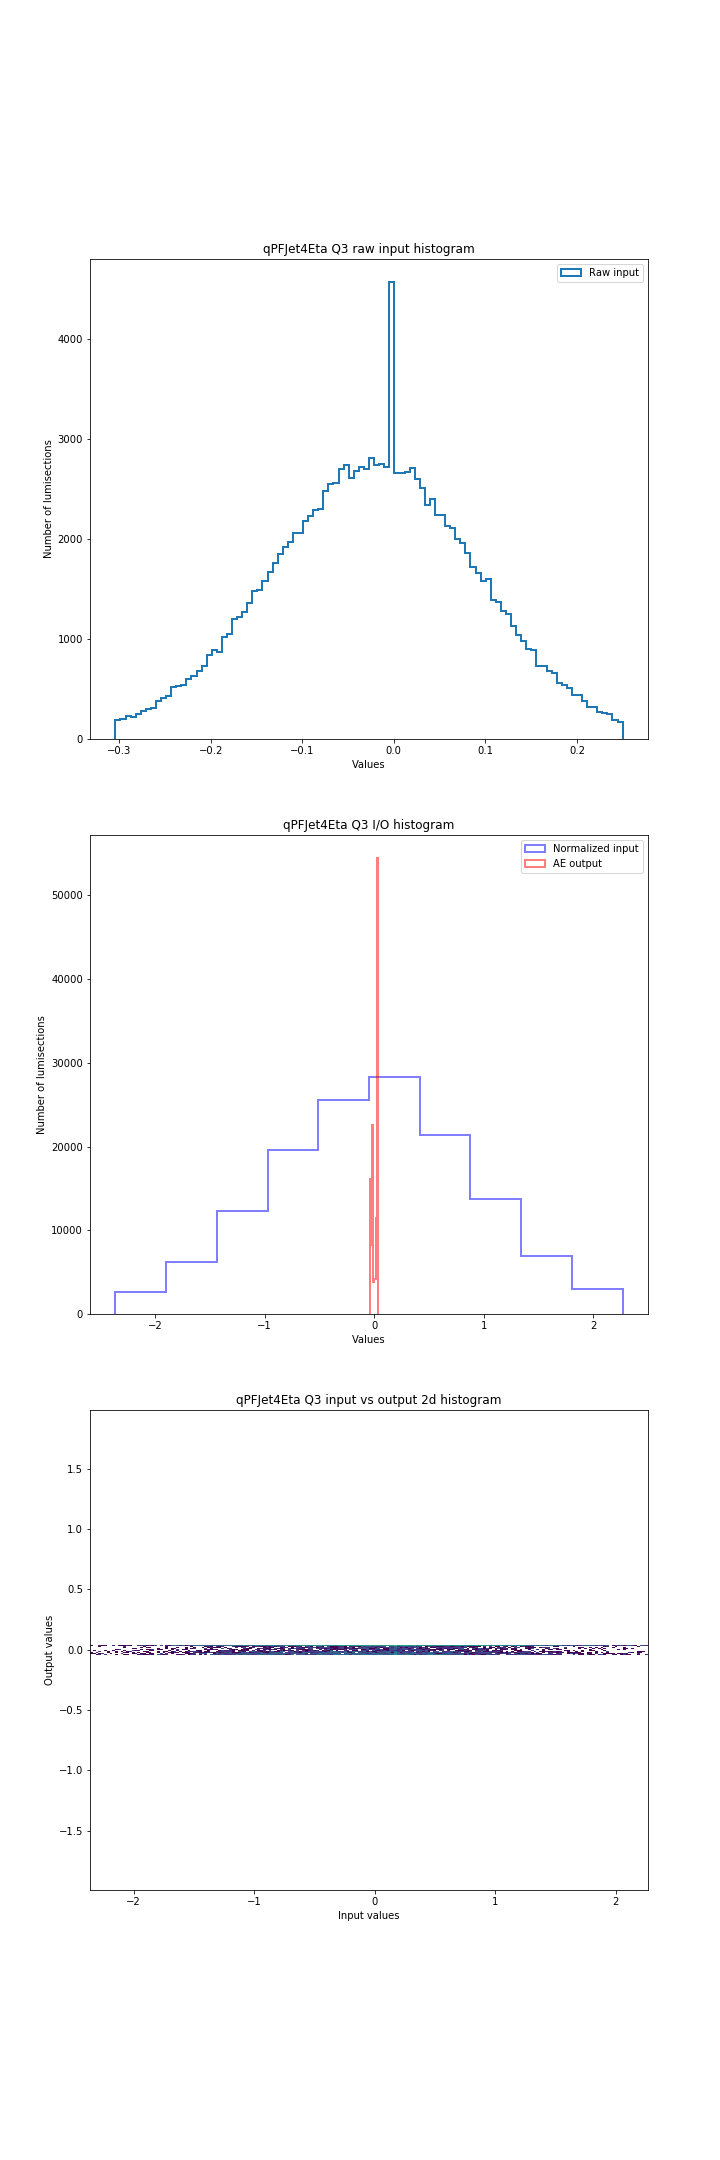 qPFJet4Eta Q3 raw input histogram
Raw input
4000
3000
2000
1000
0
Number of lumisections
−0.3 −0.2 −0.1 0.0 0.1 0.2
Values
qPFJet4Eta Q3 I/O histogram
Normalized input
AE output
50000
40000
30000
20000
10000
0
Number of lumisections
−2 −1 0 1 2
Values
qPFJet4Eta Q3 input vs output 2d histogram
1.5
1.0
0.5
0.0
−0.5
−1.0
−1.5
Output values
−2 −1 0 1 2
Input values